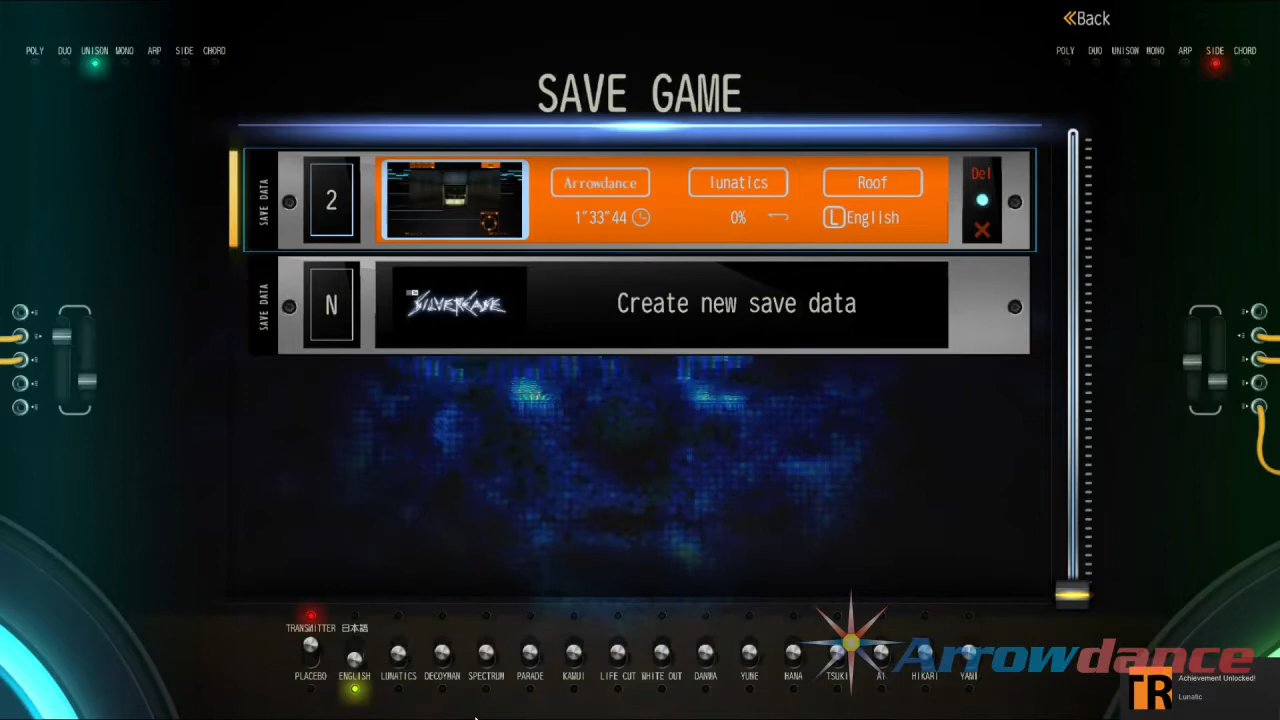 Back
POLY DUO UNISON MONO ARP SIDE CHORD
POLY DUO UNISON MONO ARP SIDE CHORD
SAVE GAME
SAVE DATA
2
Arrowdance
lunatics
Roof
1"33"44
0%
L English
Del
SAVE DATA
N
SILVER CASE
Create new save data
TRANSMITTER 日本語
PLACEBO ENGLISH LUNATICS DECOYMAN SPECTRUM PARADE KAMUI LIFE CUT WHITE OUT DANWA YUNE HANA TSUKI AI HIKARI YAMI
Arrowdance
TR
Achievement Unlocked!
Lunatic